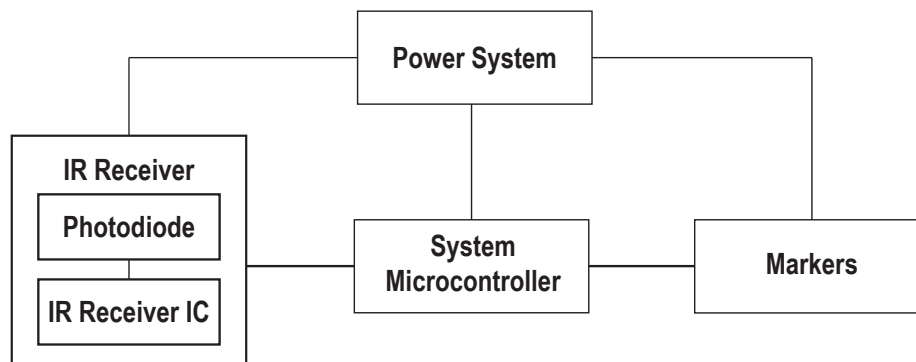 Power System
IR Receiver
Photodiode
IR Receiver IC
System
Microcontroller
Markers